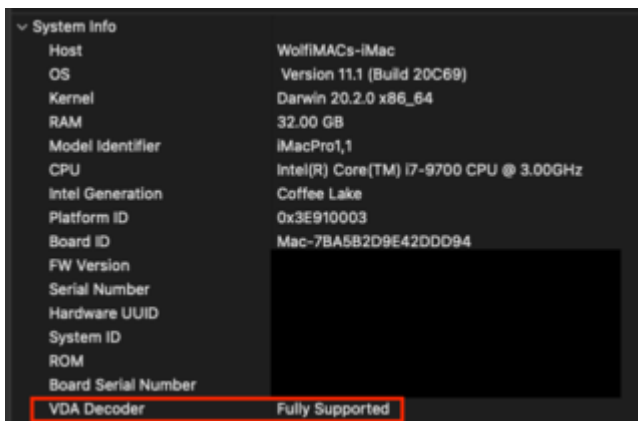 System Info
Host WolfiMACs-iMac
OS Version 11.1 (Build 20C69)
Kernel Darwin 20.2.0 x86_64
RAM 32.00 GB
Model Identifier iMacPro1,1
CPU Intel(R) Core(TM) i7-9700 CPU @ 3.00GHz
Intel Generation Coffee Lake
Platform ID 0x3E910003
Board ID Mac-7BA5B2D9E42DDD94
FW Version
Serial Number
Hardware UUID
System ID
ROM
Board Serial Number
VDA Decoder Fully Supported